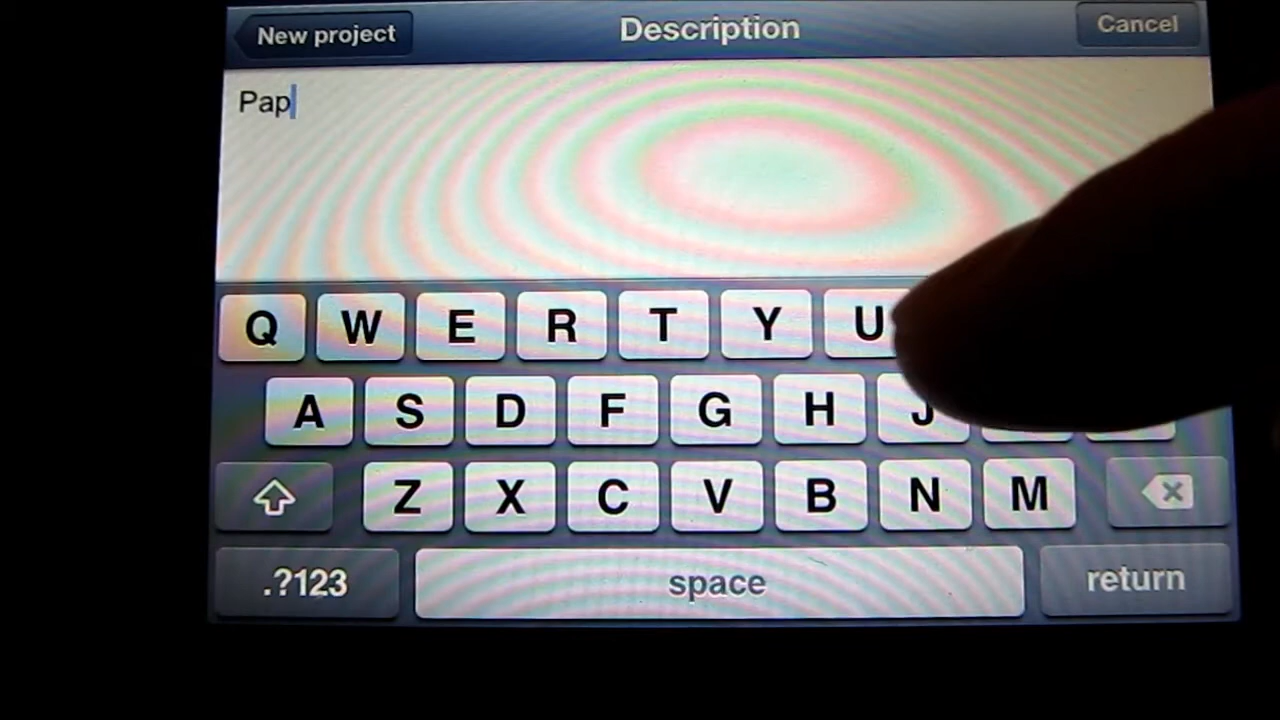 New project Description Cancel
Pap
Q W E R T Y U
A S D F G H J
Z X C V B N M
.?123 space return